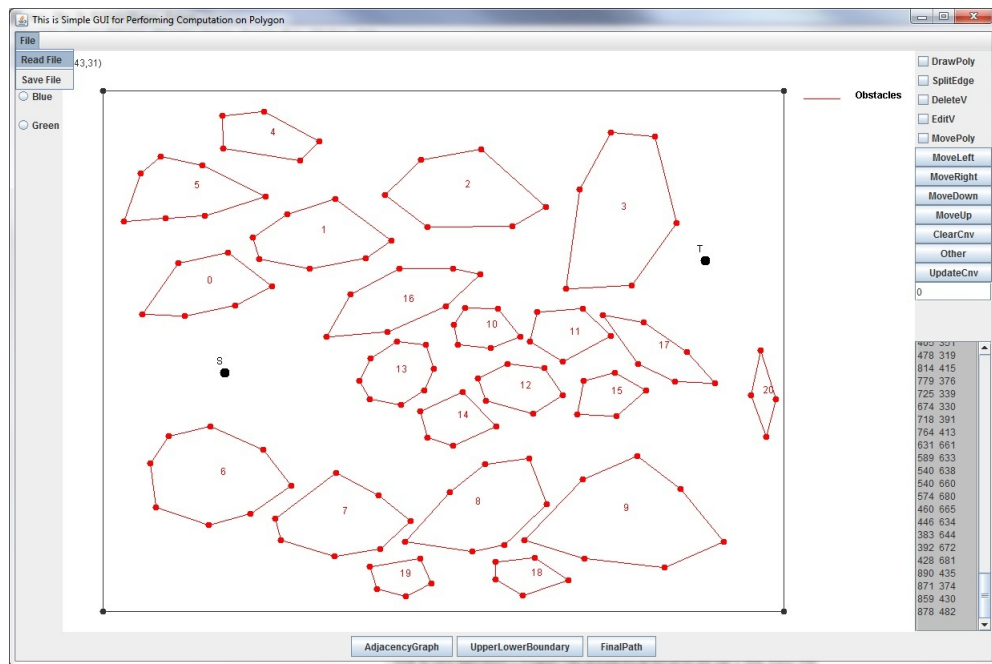 This is Simple GUI for Performing Computation on Polygon
File
Read File
43,31)
Save File
Blue
Green
Obstacles
DrawPoly
SplitEdge
DeleteV
EditV
MovePoly
MoveLeft
MoveRight
MoveDown
MoveUp
ClearCnv
Other
UpdateCnv
0
4
5
2
3
1
T
0
16
10
11
17
S
13
12
15
20
14
6
7
8
9
19
18
478 319
814 415
779 376
725 339
674 330
718 391
764 413
631 661
589 633
540 638
540 660
574 680
460 665
446 634
383 644
392 672
428 681
890 435
871 374
859 430
878 482
AdjacencyGraph
UpperLowerBoundary
FinalPath